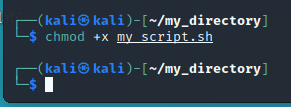 ┌──(kali㉿kali)-[~/my_directory]
└─$ chmod +x my_script.sh
┌──(kali㉿kali)-[~/my_directory]
└─$